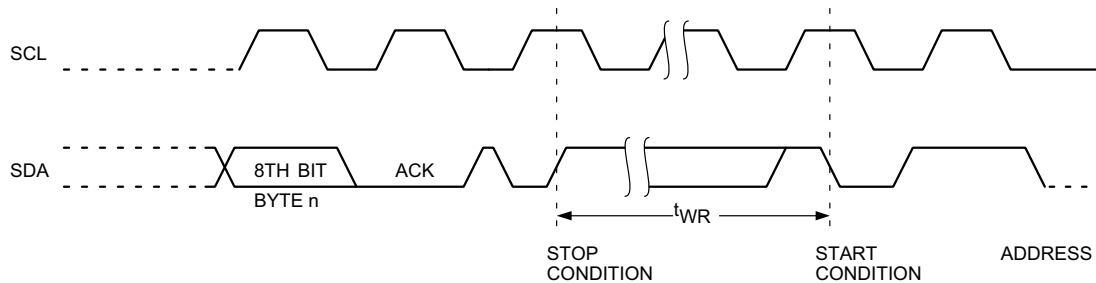 SCL
SDA
8TH BIT
ACK
BYTE n
tWR
STOP
CONDITION
START
CONDITION
ADDRESS